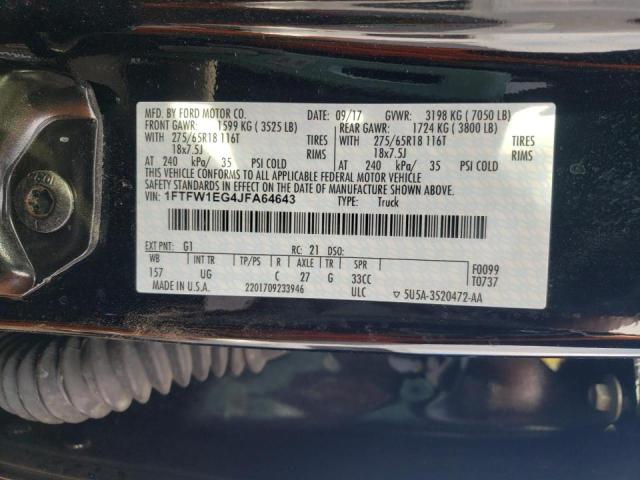 MFD. BY FORD MOTOR CO.
DATE: 09/17 GVWR: 3198 KG ( 7050 LB)
FRONT GAWR: 1599 KG ( 3525 LB) REAR GAWR: 1724 KG ( 3800 LB)
WITH 275/65R18 116T TIRES WITH 275/65R18 116T TIRES
18x7.5J RIMS 18x7.5J RIMS
AT 240 kPa/ 35 PSI COLD AT 240 kPa/ 35 PSI COLD
THIS VEHICLE CONFORMS TO ALL APPLICABLE FEDERAL MOTOR VEHICLE
SAFETY STANDARDS IN EFFECT ON THE DATE OF MANUFACTURE SHOWN ABOVE.
VIN: 1FTFW1EG4JFA64643 TYPE: Truck
EXT PNT: G1 RC: 21 DSO:
WB INT TR TP/PS R AXLE TR SPR F0099
157 UG C 27 G 33CC T0737
MADE IN U.S.A. 2201709233946 ULC ▽ 5U5A-3520472-AA